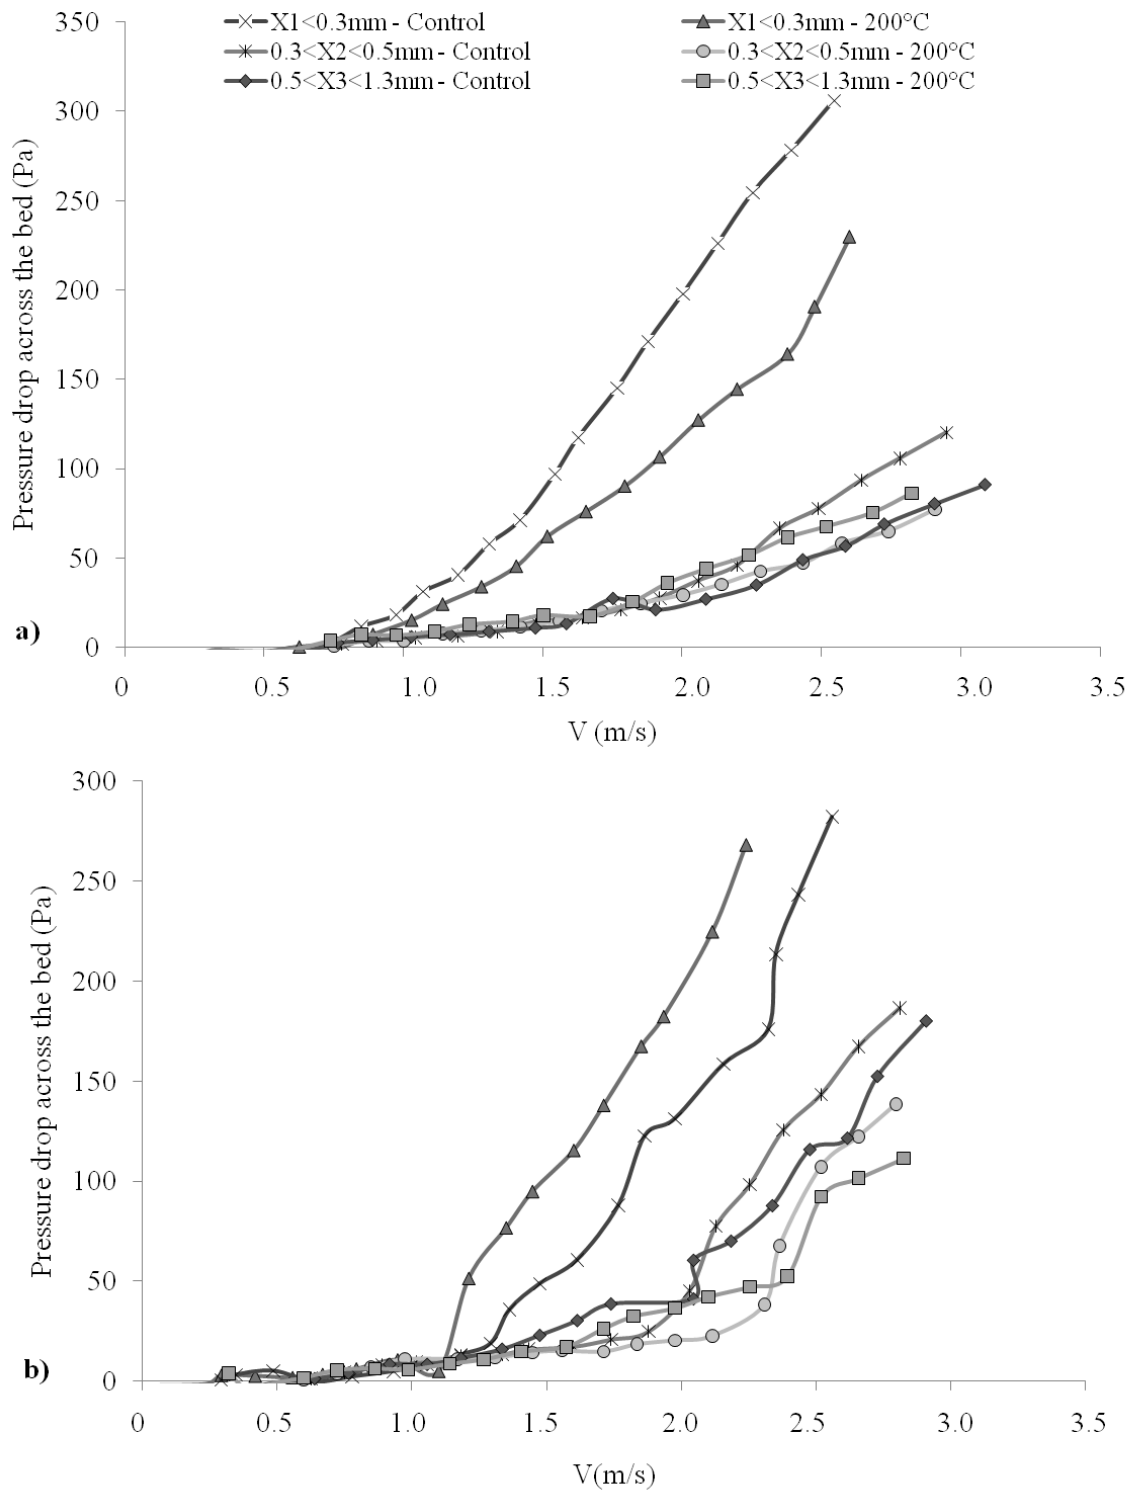 350
X1<0.3mm - Control
X1<0.3mm - 200°C
0.3<X2<0.5mm - Control
0.3<X2<0.5mm - 200°C
0.5<X3<1.3mm - Control
0.5<X3<1.3mm - 200°C
300
250
200
150
100
50
0
Pressure drop across the bed (Pa)
a)
0 0.5 1.0 1.5 2.0 2.5 3.0 3.5
V (m/s)
300
250
200
150
100
50
0
Pressure drop across the bed (Pa)
b)
0 0.5 1.0 1.5 2.0 2.5 3.0 3.5
V(m/s)